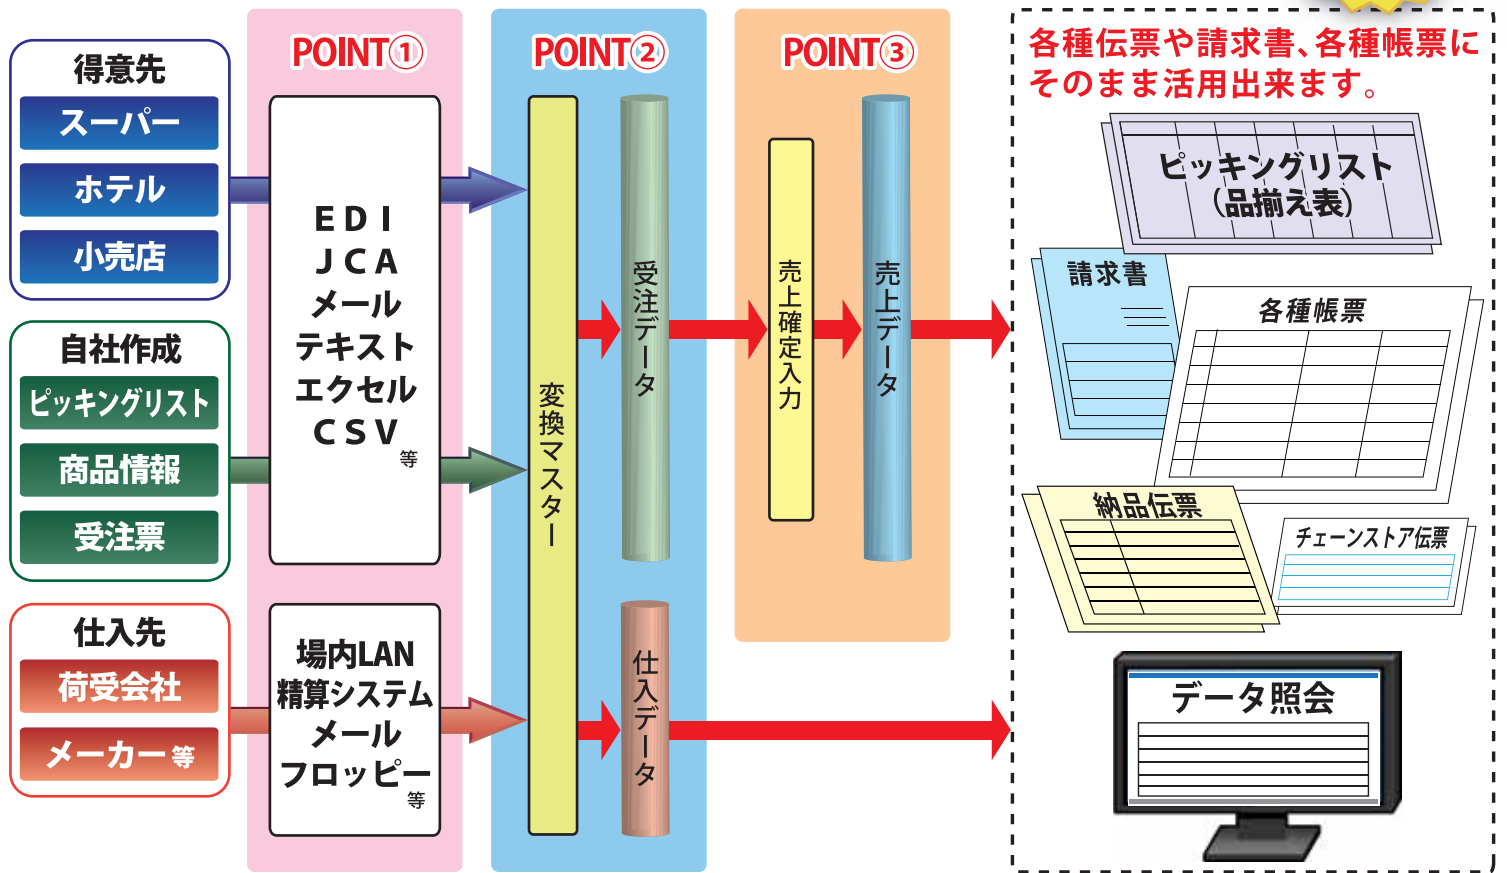 得意先
スーパー
ホテル
小売店
自社作成
ピッキングリスト
商品情報
受注票
仕入先
荷受会社
メーカー 等
POINT①
EDI
JCA
メール
テキスト
エクセル
CSV
等
場内LAN
精算システム
メール
フロッピー
等
POINT②
変換マスター
受注データ
仕入データ
POINT③
売上確定入力
売上データ
各種伝票や請求書、各種帳票に
そのまま活用出来ます。
ピッキングリスト
(品揃え表)
請求書
各種帳票
納品伝票
チェーンストア伝票
データ照会